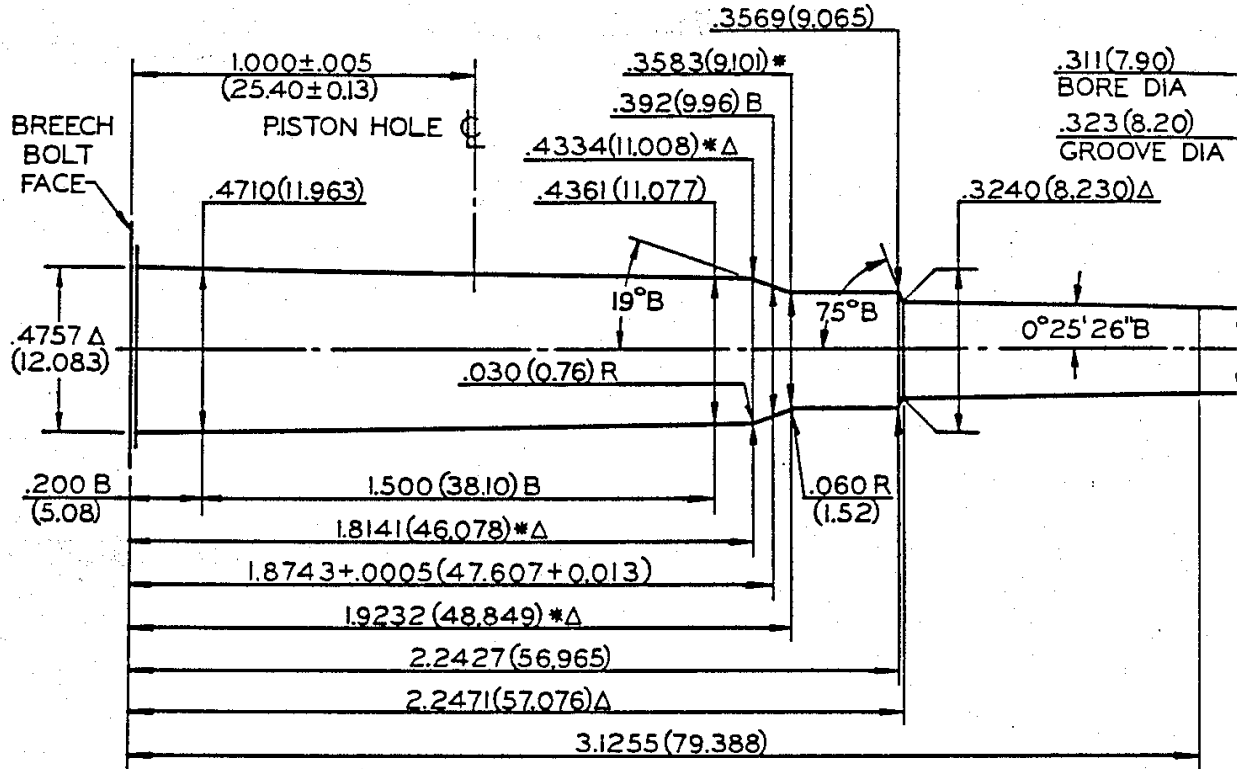 .3569(9.065)
1.000±.005
(25.40±0.13)
.3583(9.101)*
.311(7.90)
BORE DIA
.392(9.96) B
BREECH
BOLT
FACE
PISTON HOLE ℄
.4334(11.008)*Δ
.323(8.20)
GROOVE DIA
.4710(11.963)
.4361(11.077)
.3240(8.230)Δ
19°B
75°B
0°25'26"B
.4757 Δ
(12.083)
.030 (0.76) R
.200 B
(5.08)
1.500 (38.10) B
.060 R
(1.52)
1.8141(46.078)*Δ
1.8743+.0005(47.607+0.013)
1.9232(48.849)*Δ
2.2427(56.965)
2.2471(57.076)Δ
3.1255(79.388)